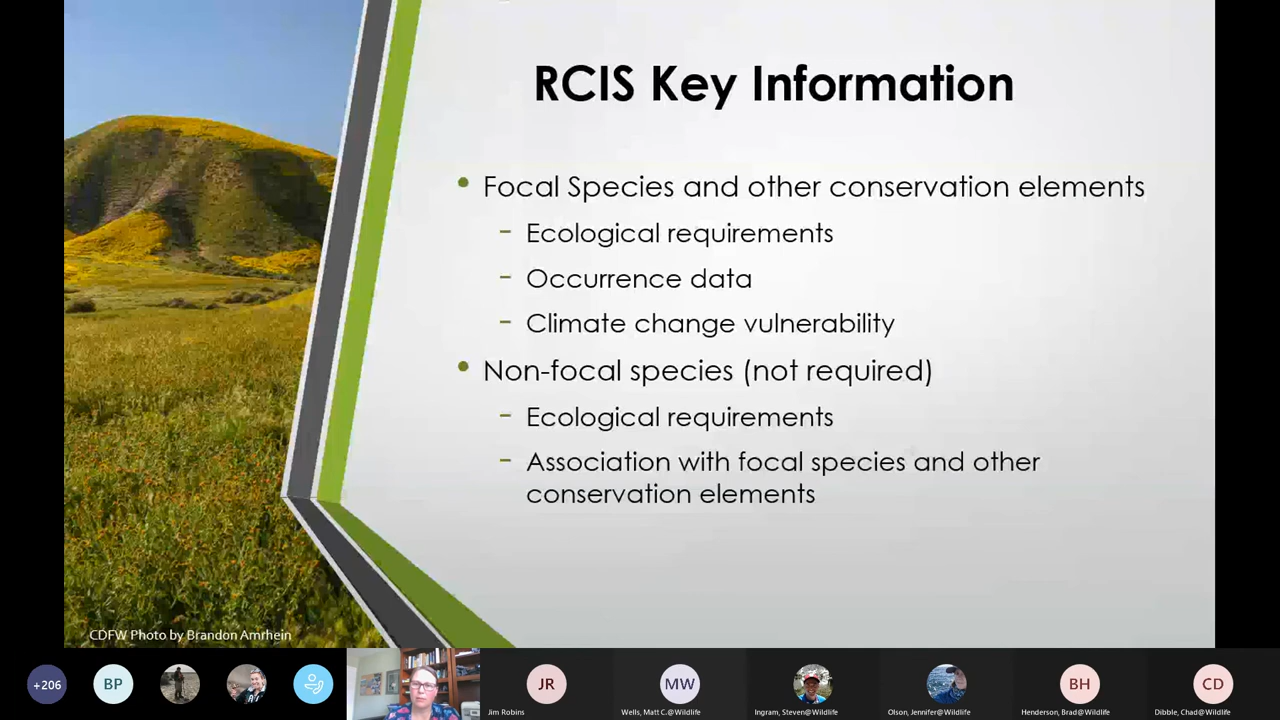 RCIS Key Information
Focal Species and other conservation elements
Ecological requirements
Occurrence data
Climate change vulnerability
Non-focal species (not required)
Ecological requirements
Association with focal species and other
conservation elements
CDFW Photo by Brandon Amrhein
+206
BP
JR
MW
BH
CD
Jim Robins
Wells, Matt C.@Wildlife
Ingram, Steven@Wildlife
Olson, Jennifer@Wildlife
Henderson, Brad@Wildlife
Dibble, Chad@Wildlife